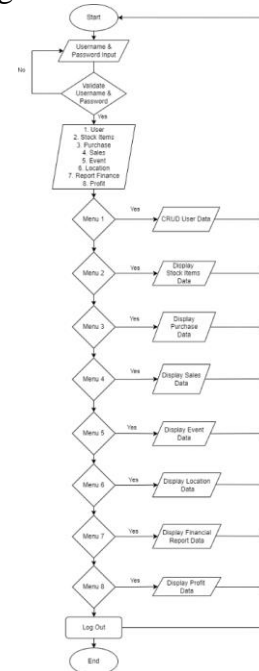 Start
Username &
Password Input
No
Validate
Username &
Password
Yes
1. User
2. Stock Items
3. Purchase
4. Sales
5. Event
6. Location
7. Report Finance
8. Profit
Menu 1
Yes
CRUD User Data
Menu 2
Yes
Display
Stock Items
Data
Menu 3
Yes
Display
Purchase
Data
Menu 4
Yes
Display Sales
Data
Menu 5
Yes
Display Event
Data
Menu 6
Yes
Display Location
Data
Menu 7
Yes
Display Financial
Report Data
Menu 8
Yes
Display Profit
Data
Log Out
End